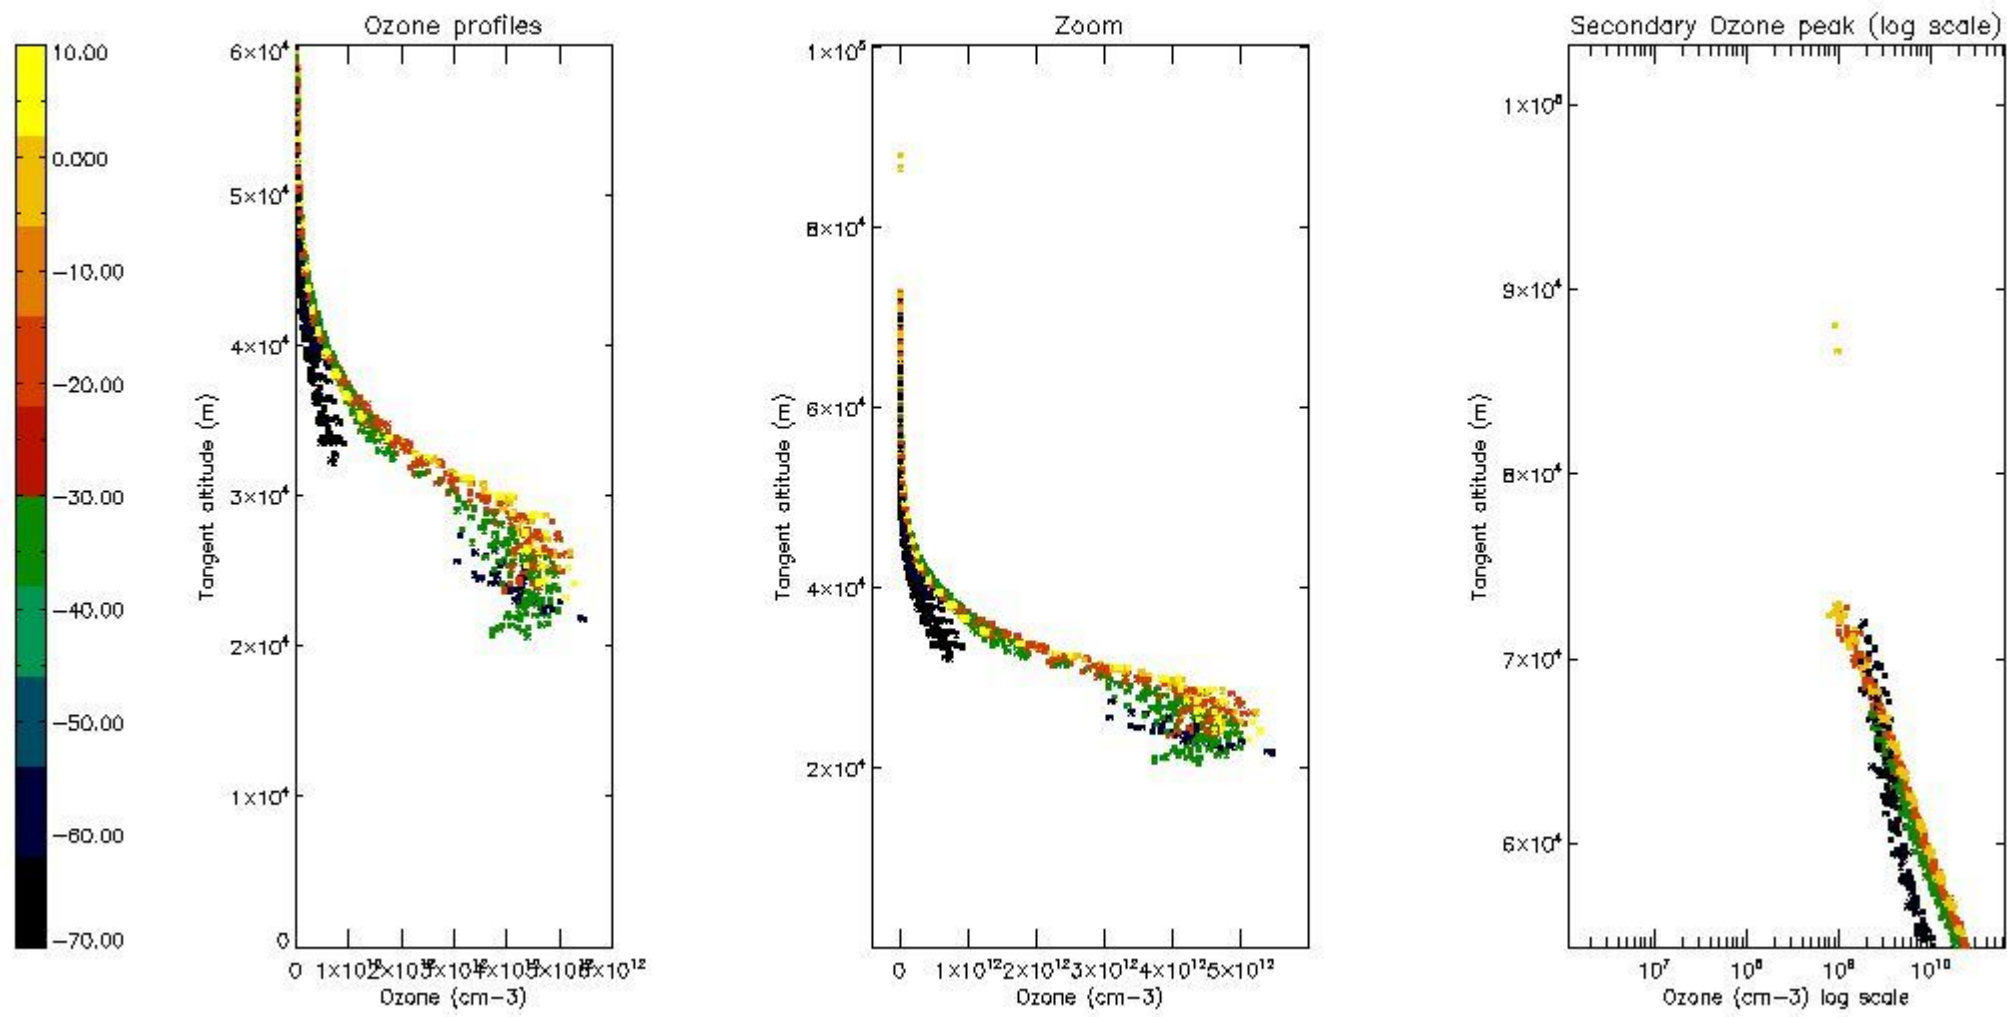 Ozone profiles
Zoom
Secondary Ozone peak (log scale)
10.00
0.000
−10.00
−20.00
−30.00
−40.00
−50.00
−60.00
−70.00
6×10⁴
5×10⁴
4×10⁴
3×10⁴
2×10⁴
1×10⁴
0
Tangent altitude (m)
0 1×10¹²
Ozone (cm−3)
1×10⁵
8×10⁴
6×10⁴
4×10⁴
2×10⁴
Tangent altitude (m)
0 1×10¹² 2×10¹² 3×10¹² 4×10¹² 5×10¹²
Ozone (cm−3)
9×10⁴
8×10⁴
7×10⁴
6×10⁴
Tangent altitude (m)
10⁷ 10⁸ 10⁹ 10¹⁰
Ozone (cm−3) log scale